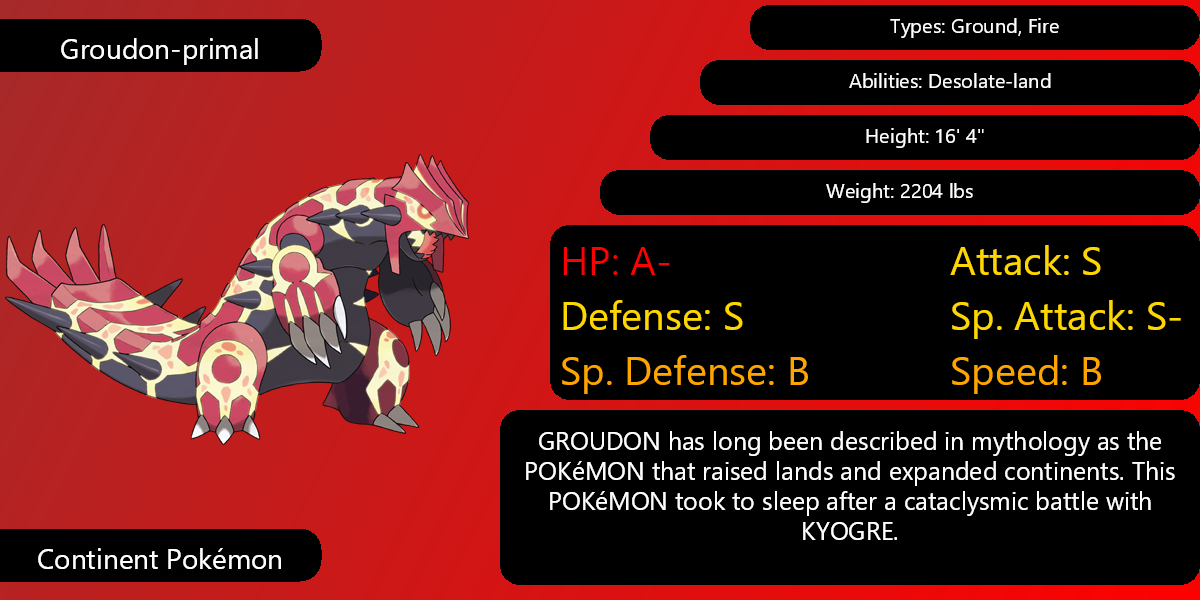 Groudon-primal
Types: Ground, Fire
Abilities: Desolate-land
Height: 16' 4"
Weight: 2204 lbs
HP: A-
Attack: S
Defense: S
Sp. Attack: S-
Sp. Defense: B
Speed: B
GROUDON has long been described in mythology as the
POKéMON that raised lands and expanded continents. This
POKéMON took to sleep after a cataclysmic battle with
KYOGRE.
Continent Pokémon